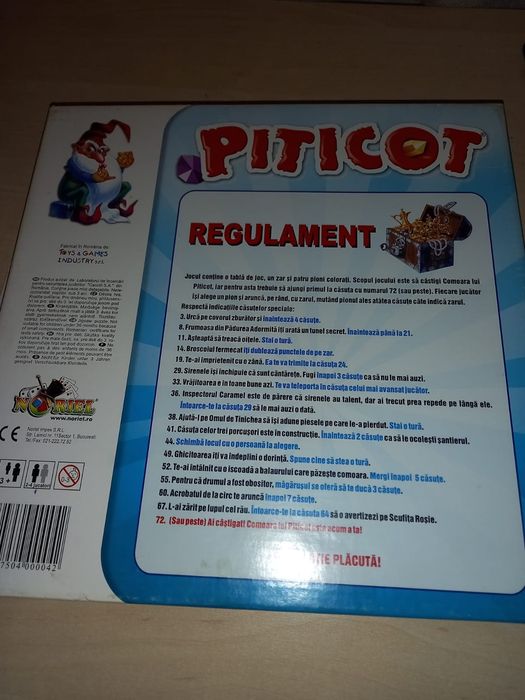 PITICOT
REGULAMENT
Jocul conține o tablă de joc, un zar și patru pioni colorați. Scopul jocului este să câștigi Comoara lui
Piticot, iar pentru asta trebuie să ajungi primul la căsuța cu numarul 72 (sau peste). Fiecare jucător
își alege un pion și aruncă, pe rând, cu zarul, mutând pionul ales atâtea căsuțe câte indică zarul.
Respectă indicațiile căsuțelor speciale:
3. Urcă pe covorul zburător și înaintează 4 căsuțe.
8. Frumoasa din Pădurea Adormită îți arată un tunel secret. Înaintează până la 21.
11. Așteaptă să treacă oițele. Stai o tură.
14. Broscoiul fermecat îți dublează punctele de pe zar.
19. Te-ai împrietenit cu o zână. Ea te va trimite la căsuța 24.
29. Sirenele își închipuie că sunt cântărețe. Fugi înapoi 3 căsuțe ca să nu le mai auzi.
33. Vrăjitoarea e în toane bune azi. Te va teleporta în căsuța celui mai avansat jucător.
36. Inspectorul Caramel este de părere că sirenele au talent, dar ai trecut prea repede pe lângă ele.
Întoarce-te la căsuța 29 să le mai auzi o dată.
38. Ajută-l pe Omul de Tinichea să își adune piesele pe care le-a pierdut. Stai o tură.
41. Căsuța celor trei porcușori este în construcție. Înaintează 2 căsuțe ca să le ocolești șantierul.
44. Schimbă locul cu o persoană la alegere.
49. Ghicitoarea îți va îndeplini o dorință. Spune cine să stea o tură.
52. Te-ai întâlnit cu o iscoadă a balaurului care păzește comoara. Mergi înapoi 5 căsuțe.
55. Pentru că drumul a fost obositor, măgărușul se oferă să te ducă 3 căsuțe.
60. Acrobatul de la circ te aruncă înapoi 7 căsuțe.
67. L-ai zărit pe lupul cel rău. Întoarce-te la căsuța 64 să o avertizezi pe Scufița Roșie.
72. (Sau peste) Ai câștigat! Comoara lui Piticot este acum a ta!
ȚIE PLĂCUTĂ!
Fabricat în România de
TOYS & GAMES
INDUSTRY s.r.l.
NORIEL
www.noriel.ro
Noriel Impex S.R.L.
CE
3+
2-4 jucători
0-3
7504 000042